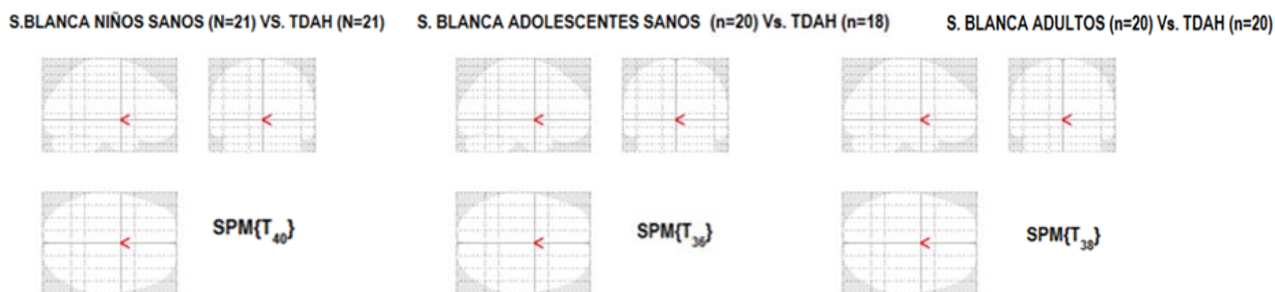 S.BLANCA NIÑOS SANOS (N=21) VS. TDAH (N=21)
S. BLANCA ADOLESCENTES SANOS (n=20) Vs. TDAH (n=18)
S. BLANCA ADULTOS (n=20) Vs. TDAH (n=20)
<
<
<
<
<
<
<
SPM{T40}
<
SPM{T36}
<
SPM{T38}